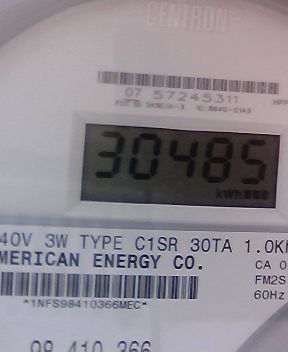 CENTRON
07 57245311
30485
kWh
40V 3W TYPE C1SR 30TA 1.0K
MERICAN ENERGY CO.
CA 0
FM2S
60Hz
*1NFS98410366MEC*
98 410 366